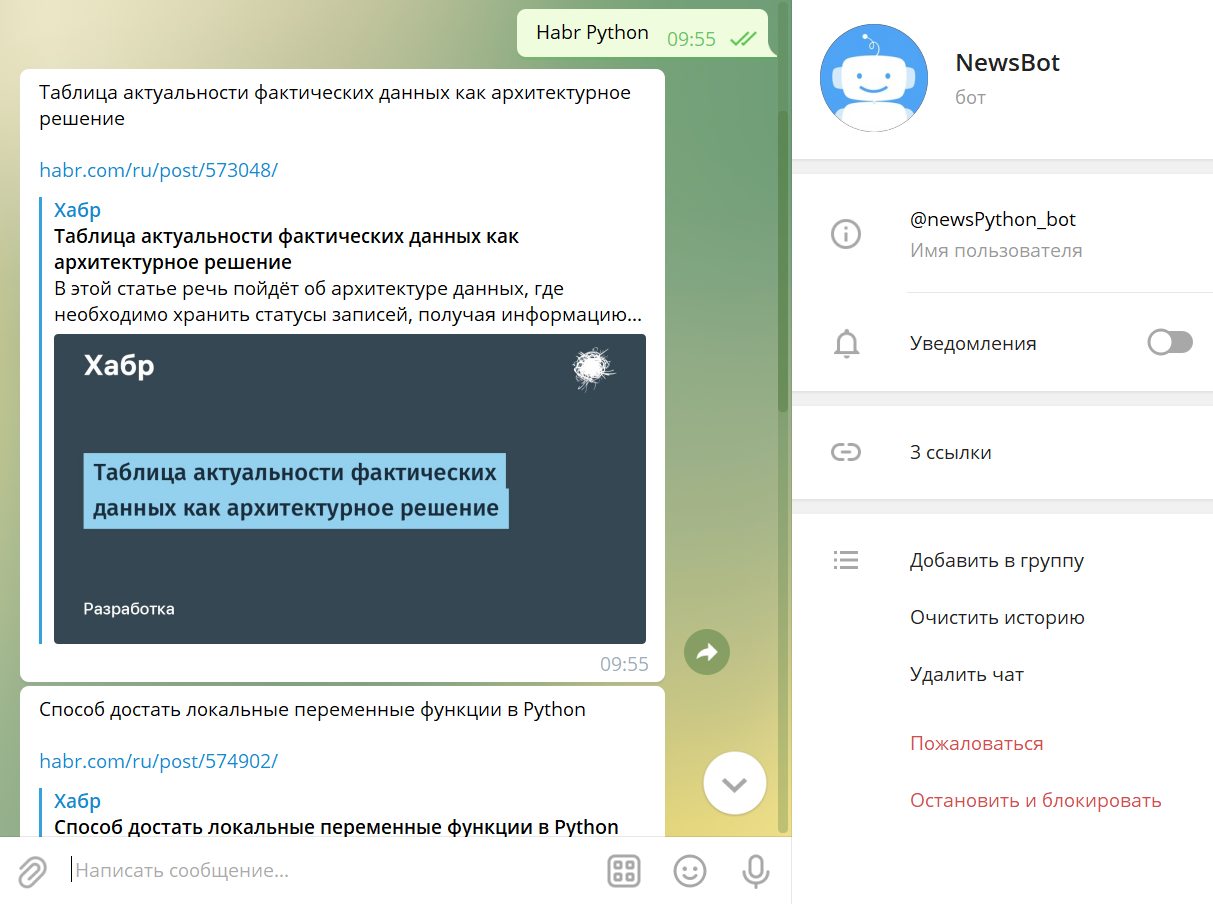 Habr Python 09:55
Таблица актуальности фактических данных как архитектурное
решение
habr.com/ru/post/573048/
Хабр
Таблица актуальности фактических данных как
архитектурное решение
В этой статье речь пойдёт об архитектуре данных, где
необходимо хранить статусы записей, получая информацию...
Хабр
Таблица актуальности фактических
данных как архитектурное решение
Разработка
09:55
Способ достать локальные переменные функции в Python
habr.com/ru/post/574902/
Хабр
Способ достать локальные переменные функции в Python
Написать сообщение...
NewsBot
бот
@newsPython_bot
Имя пользователя
Уведомления
3 ссылки
Добавить в группу
Очистить историю
Удалить чат
Пожаловаться
Остановить и блокировать